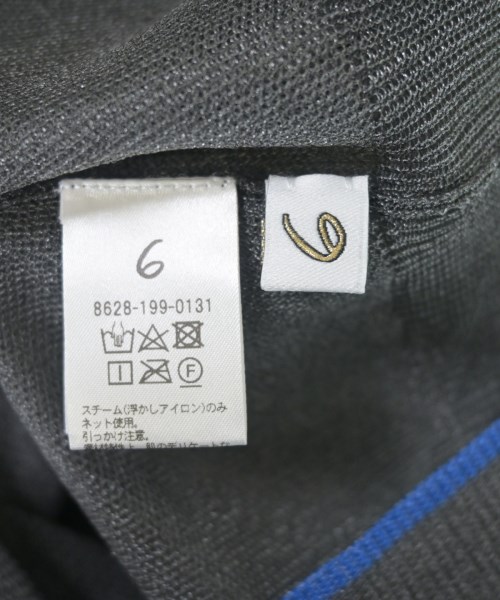 6
8628-199-0131
F
スチーム(浮かしアイロン)のみ
ネット使用。
引っかけ注意。
6